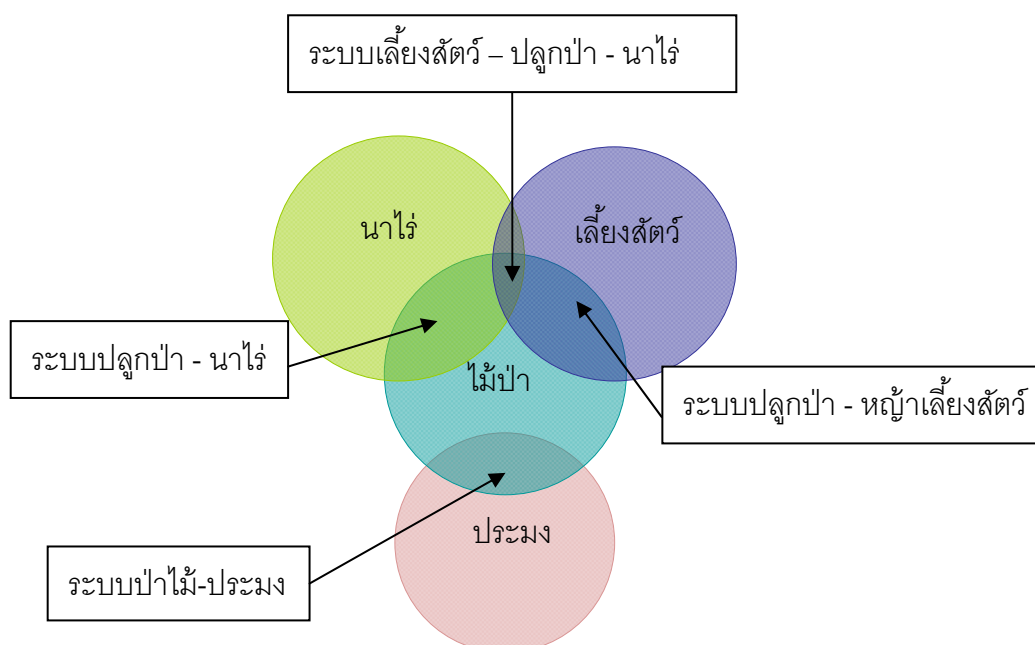 ระบบเลี้ยงสัตว์ – ปลูกป่า - นาไร่
นาไร่
เลี้ยงสัตว์
ระบบปลูกป่า - นาไร่
ไม้ป่า
ระบบปลูกป่า - หญ้าเลี้ยงสัตว์
ประมง
ระบบป่าไม้-ประมง